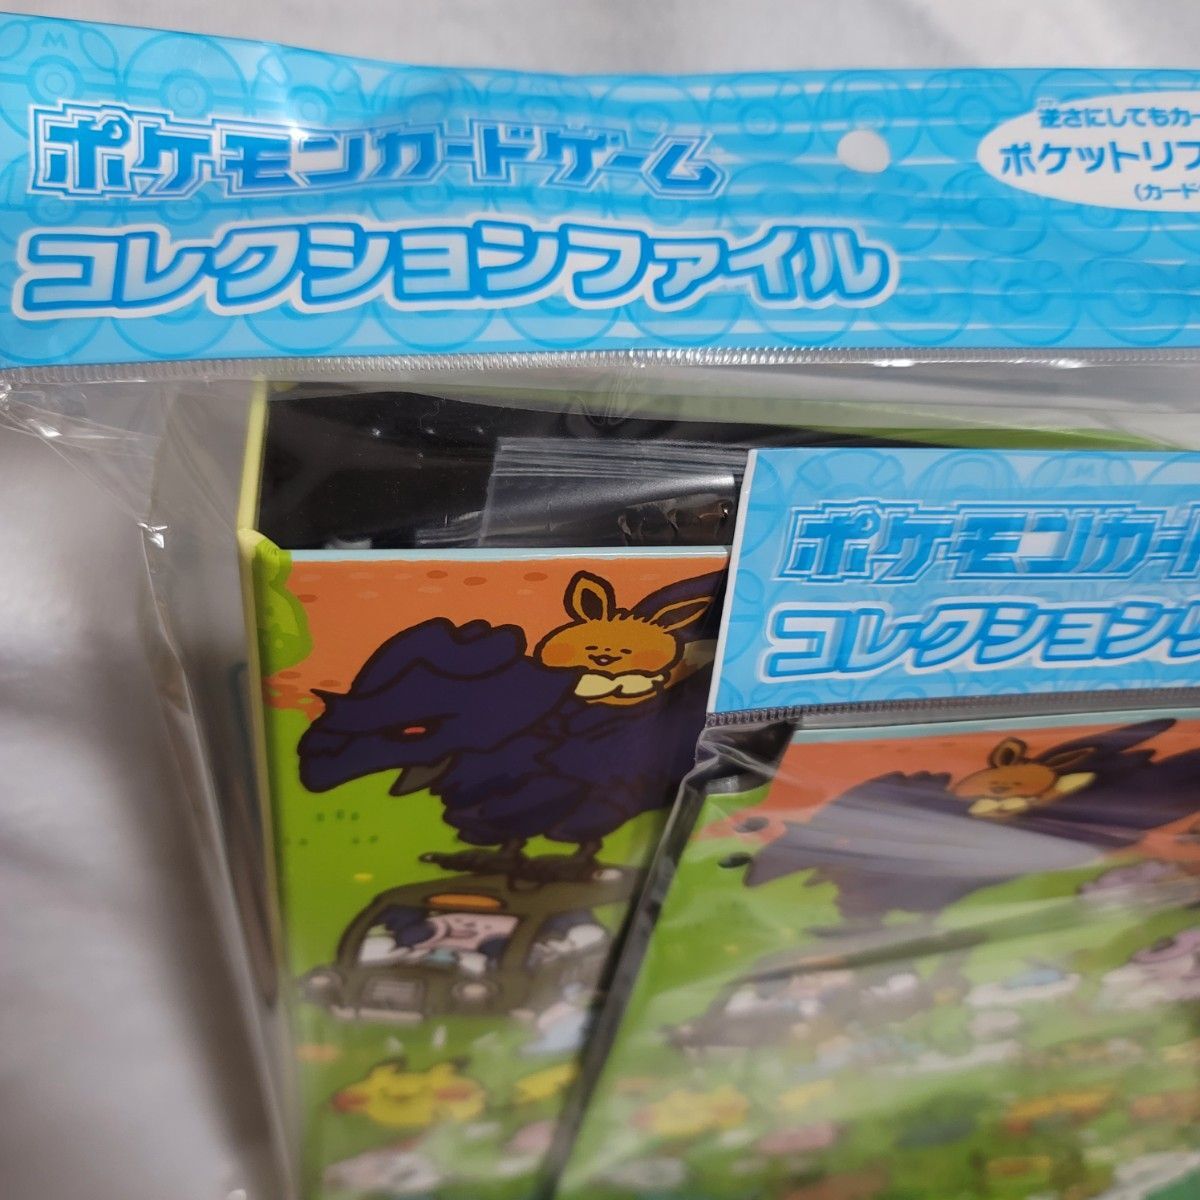 ポケモンカードゲーム
コレクションファイル
逆さにしてもカー
ポケットリフ
(カード
ポケモンカー
コレクション